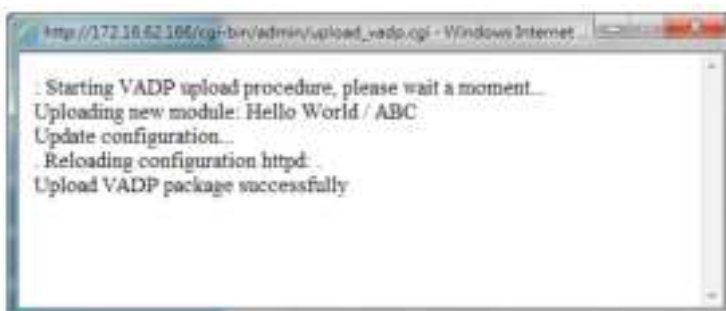 http://172.16.62.166/cgi-bin/admin/upload_vadp.cgi - Windows Internet
. Starting VADP upload procedure, please wait a moment...
Uploading new module: Hello World / ABC
Update configuration...
. Reloading configuration httpd: .
Upload VADP package successfully